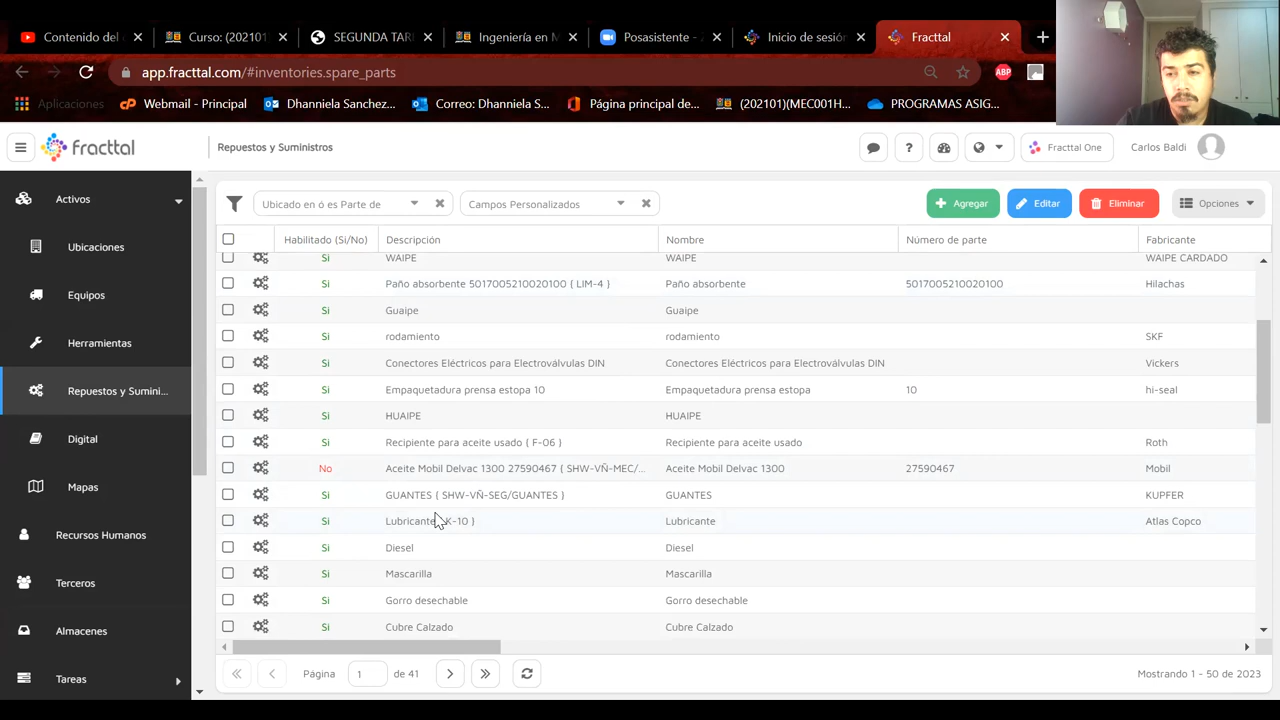 Contenido del
Curso: (202101
SEGUNDA TAR
Ingeniería en M
Posasistente -
Inicio de sesión
Fracttal
app.fracttal.com/#inventories.spare_parts
ABP
Aplicaciones
Webmail - Principal
Dhanniela Sanchez...
Correo: Dhanniela S...
Página principal de...
(202101)(MEC001H...
PROGRAMAS ASIG...
fracttal
Repuestos y Suministros
Fracttal One
Carlos Baldi
Activos
Ubicaciones
Equipos
Herramientas
Repuestos y Sumini...
Digital
Mapas
Recursos Humanos
Terceros
Almacenes
Tareas
Ubicado en ó es Parte de
Campos Personalizados
Agregar
Editar
Eliminar
Opciones
Habilitado (Si/No) Descripción Nombre Número de parte Fabricante
Si WAIPE WAIPE WAIPE CARDADO
Si Paño absorbente 5017005210020100 { LIM-4 } Paño absorbente 5017005210020100 Hilachas
Si Guaipe Guaipe
Si rodamiento rodamiento SKF
Si Conectores Eléctricos para Electroválvulas DIN Conectores Eléctricos para Electroválvulas DIN Vickers
Si Empaquetadura prensa estopa 10 Empaquetadura prensa estopa 10 hi-seal
Si HUAIPE HUAIPE
Si Recipiente para aceite usado { F-06 } Recipiente para aceite usado Roth
No Aceite Mobil Delvac 1300 27590467 { SHW-VÑ-MEC/... Aceite Mobil Delvac 1300 27590467 Mobil
Si GUANTES { SHW-VÑ-SEG/GUANTES } GUANTES KUPFER
Si Lubricante K-10 } Lubricante Atlas Copco
Si Diesel Diesel
Si Mascarilla Mascarilla
Si Gorro desechable Gorro desechable
Si Cubre Calzado Cubre Calzado
Página 1 de 41
Mostrando 1 - 50 de 2023